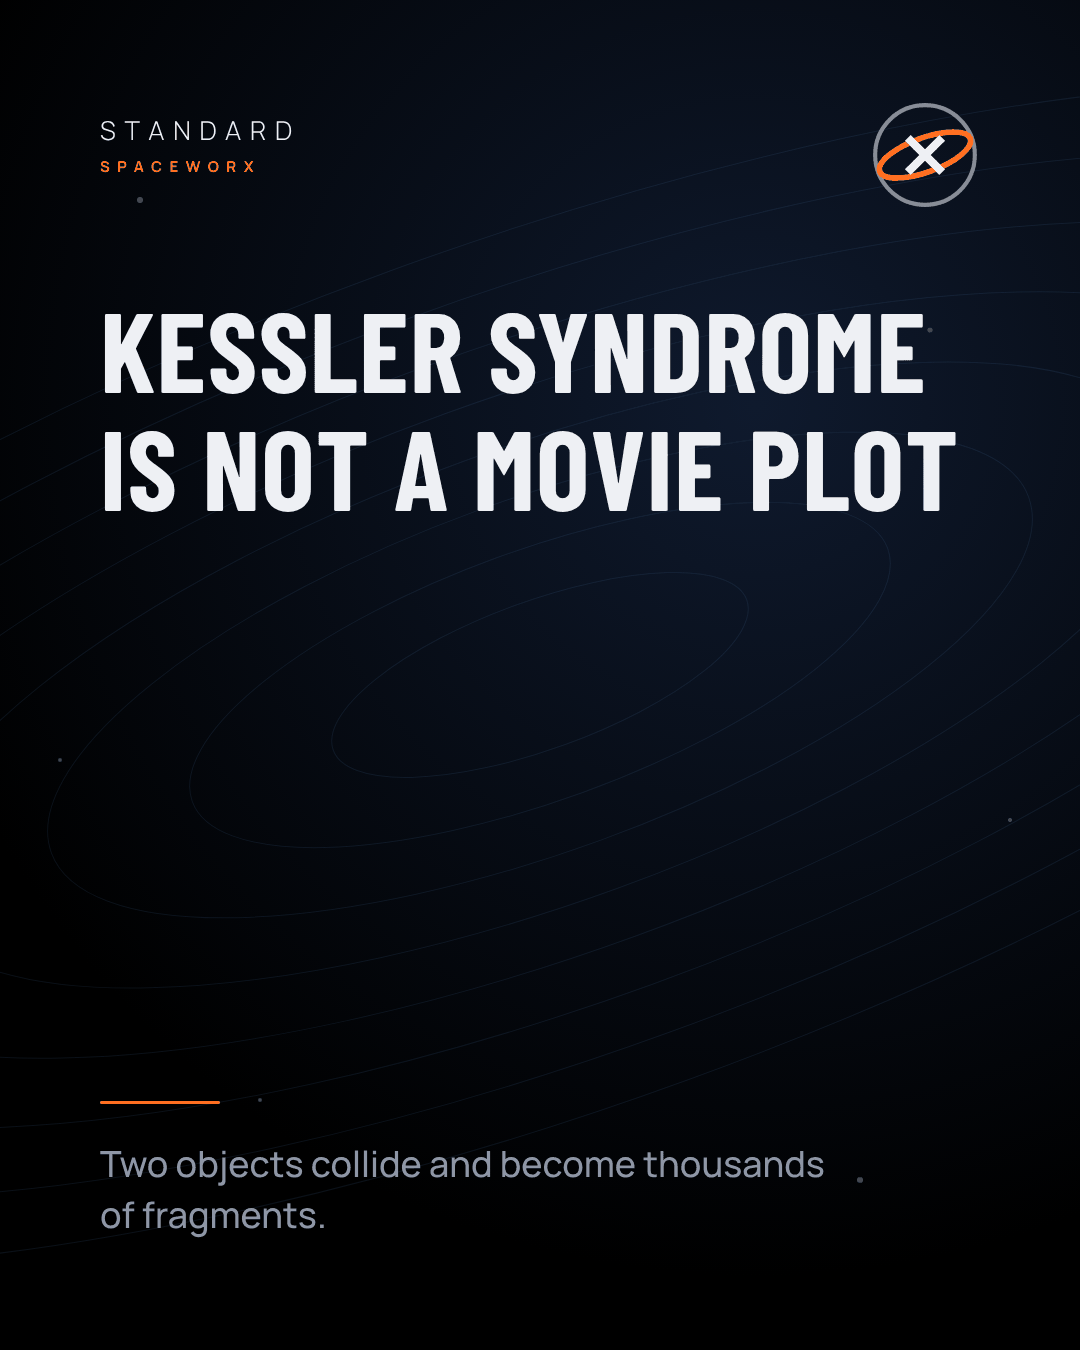 STANDARD
SPACEWORX
KESSLER SYNDROME
IS NOT A MOVIE PLOT
Two objects collide and become thousands
of fragments.